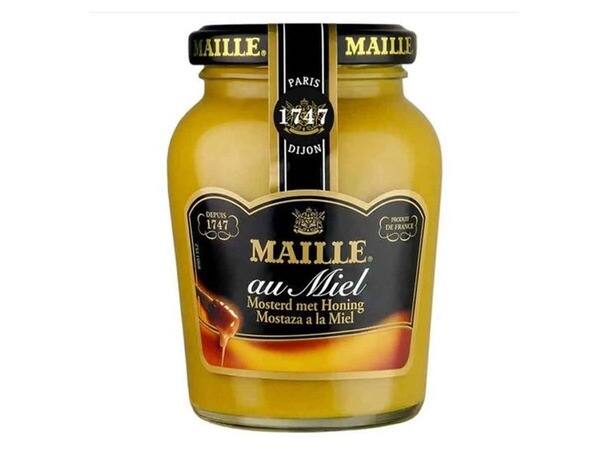 MAILLE
MAILLE
PARIS
1747
DIJON
DEPUIS
1747
PRODUIT
DE FRANCE
MAILLE
au Miel
Mosterd met Honing
Mostaza a la Miel